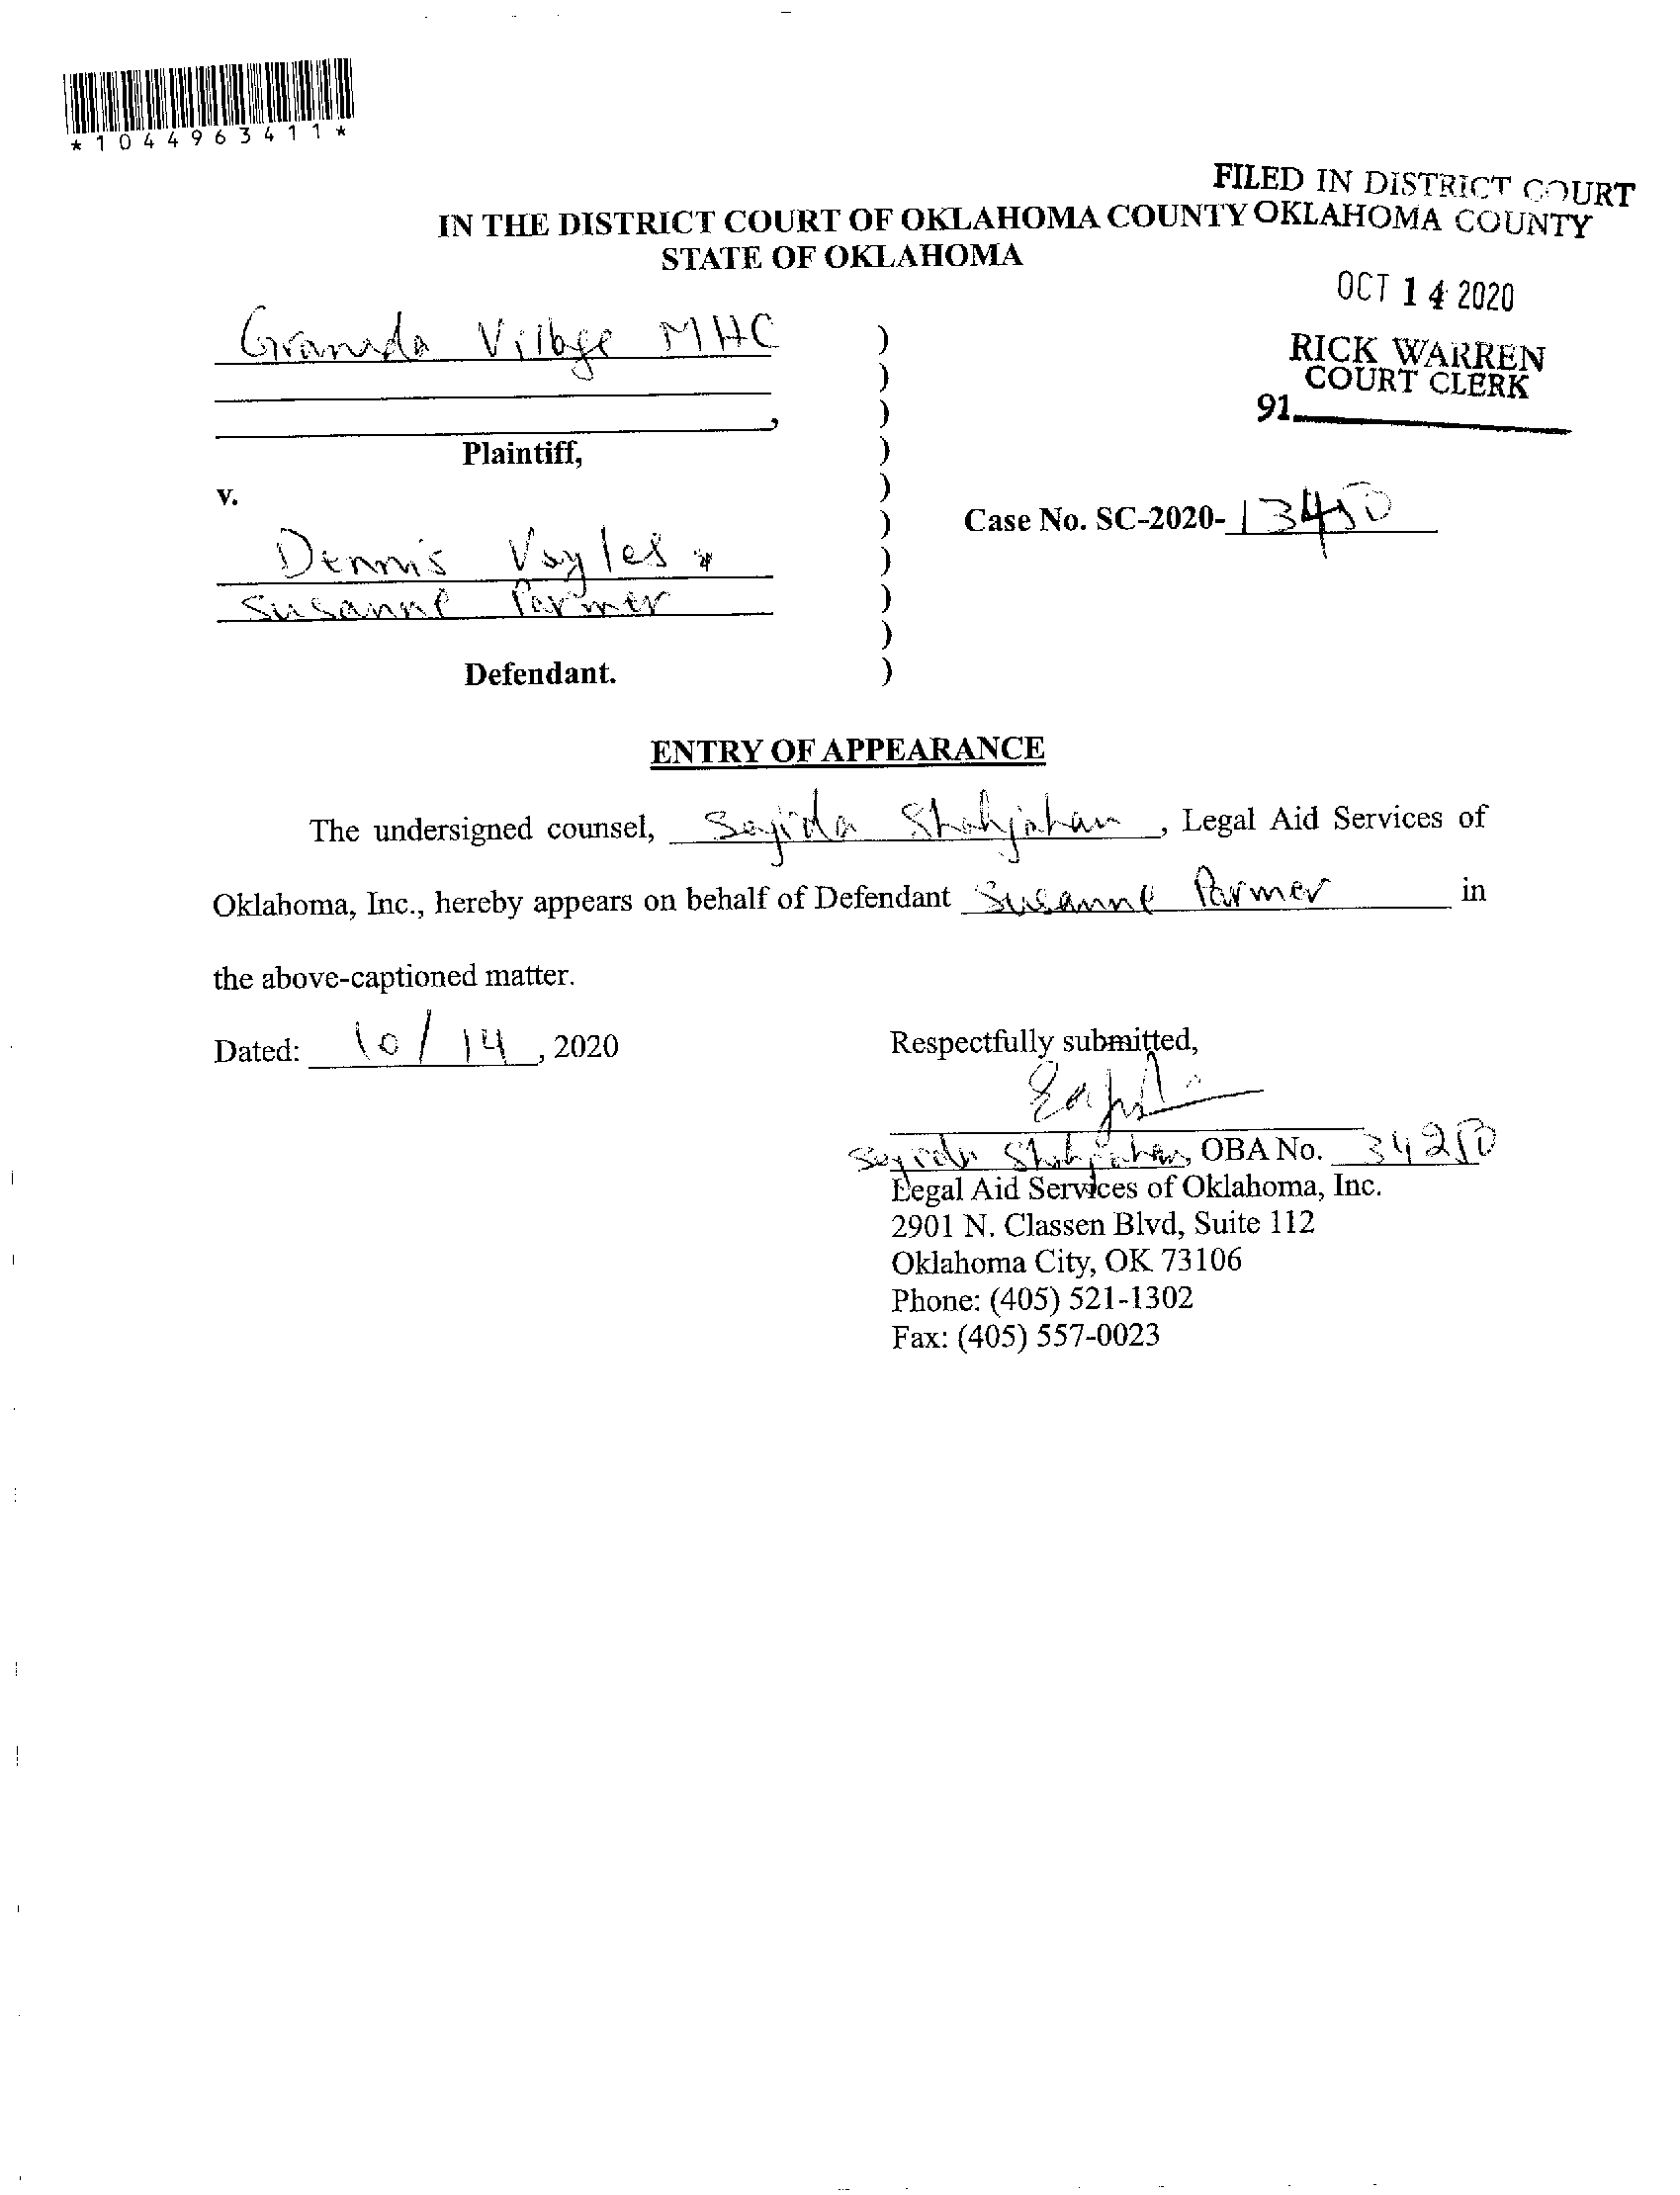 *1044963411*
FILED IN DISTRICT COURT
OKLAHOMA COUNTY
IN THE DISTRICT COURT OF OKLAHOMA COUNTY
STATE OF OKLAHOMA
OCT 14 2020
RICK WARREN
COURT CLERK
91
Granada Village MHC
)
)
, )
Plaintiff, )
v. )
Case No. SC-2020-13450
)
Dennis Voyles )
Susanne Parmer )
)
Defendant. )
ENTRY OF APPEARANCE
The undersigned counsel, Sajida Shahjahan, Legal Aid Services of
Oklahoma, Inc., hereby appears on behalf of Defendant Susanne Parmer in
the above-captioned matter.
Dated: 10/14, 2020
Respectfully submitted,
Sajida Shahjahan, OBA No. 34250
Legal Aid Services of Oklahoma, Inc.
2901 N. Classen Blvd, Suite 112
Oklahoma City, OK 73106
Phone: (405) 521-1302
Fax: (405) 557-0023